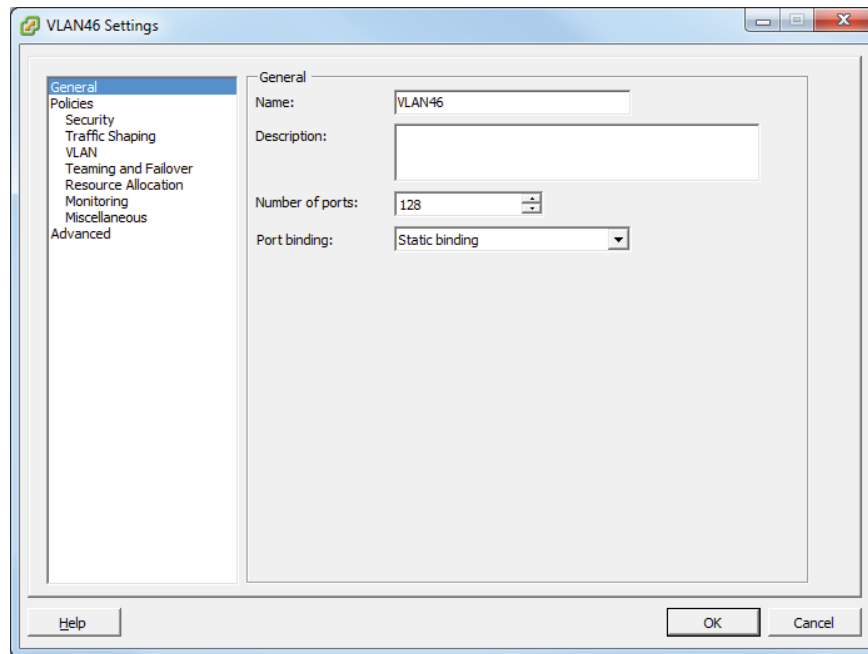 VLAN46 Settings
General
Policies
Security
Traffic Shaping
VLAN
Teaming and Failover
Resource Allocation
Monitoring
Miscellaneous
Advanced
General
Name: VLAN46
Description:
Number of ports: 128
Port binding: Static binding
Help OK Cancel